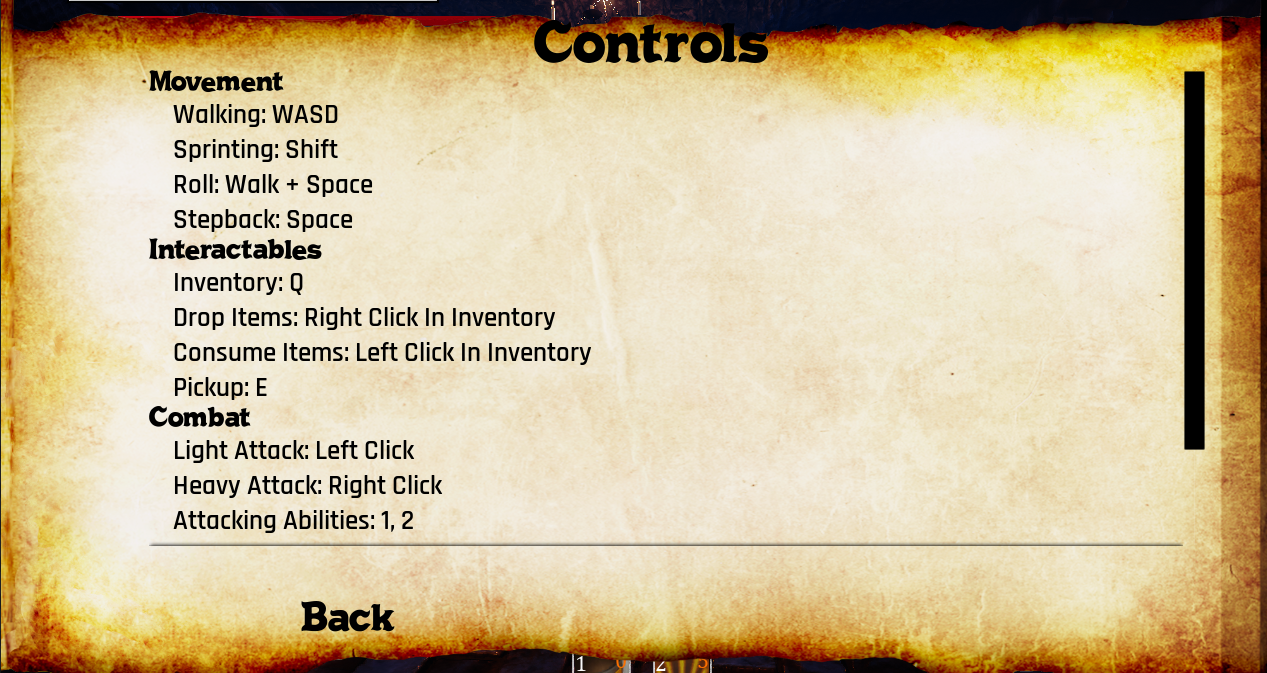 Controls
Movement
Walking: WASD
Sprinting: Shift
Roll: Walk + Space
Stepback: Space
Interactables
Inventory: Q
Drop Items: Right Click In Inventory
Consume Items: Left Click In Inventory
Pickup: E
Combat
Light Attack: Left Click
Heavy Attack: Right Click
Attacking Abilities: 1, 2
Back
1 2